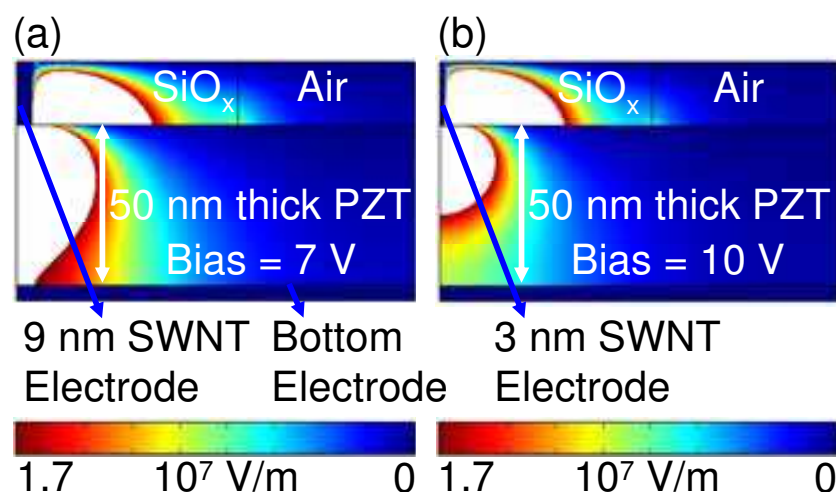 (a)
SiOx Air
50 nm thick PZT
Bias = 7 V
9 nm SWNT Bottom
Electrode Electrode
1.7 10⁷ V/m 0
(b)
SiOx Air
50 nm thick PZT
Bias = 10 V
3 nm SWNT
Electrode
1.7 10⁷ V/m 0